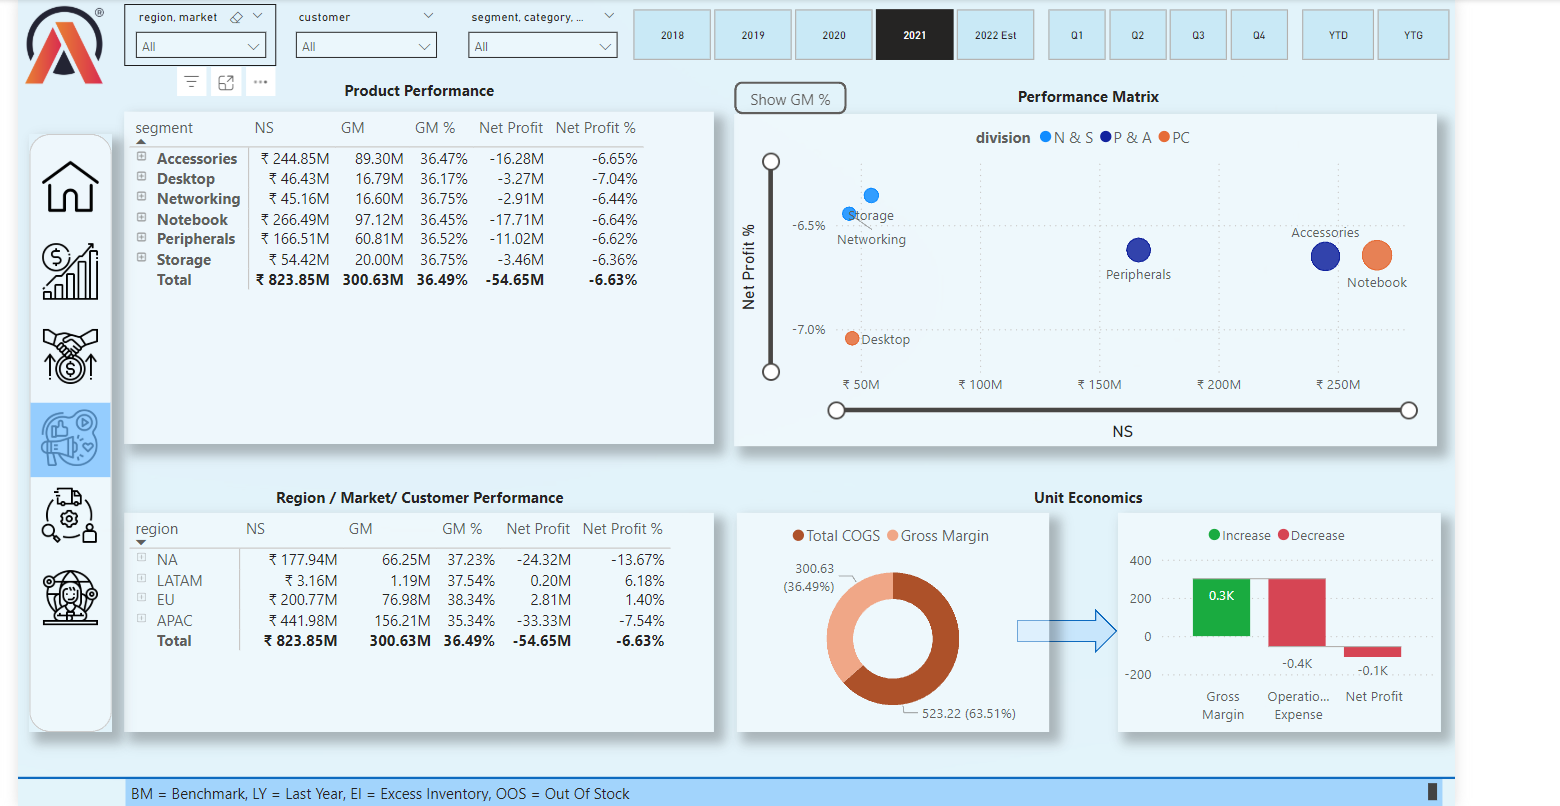 ®
region, market
All
customer
All
segment, category, ...
All
2018 2019 2020 2021 2022 Est Q1 Q2 Q3 Q4 YTD YTG
Product Performance
segment NS GM GM % Net Profit Net Profit %
Accessories ₹ 244.85M 89.30M 36.47% -16.28M -6.65%
Desktop ₹ 46.43M 16.79M 36.17% -3.27M -7.04%
Networking ₹ 45.16M 16.60M 36.75% -2.91M -6.44%
Notebook ₹ 266.49M 97.12M 36.45% -17.71M -6.64%
Peripherals ₹ 166.51M 60.81M 36.52% -11.02M -6.62%
Storage ₹ 54.42M 20.00M 36.75% -3.46M -6.36%
Total ₹ 823.85M 300.63M 36.49% -54.65M -6.63%
Show GM %
Performance Matrix
division N & S P & A PC
Net Profit %
-6.5%
-7.0%
Storage
Networking
Peripherals
Accessories
Notebook
Desktop
₹ 50M ₹ 100M ₹ 150M ₹ 200M ₹ 250M
NS
Region / Market/ Customer Performance
region NS GM GM % Net Profit Net Profit %
NA ₹ 177.94M 66.25M 37.23% -24.32M -13.67%
LATAM ₹ 3.16M 1.19M 37.54% 0.20M 6.18%
EU ₹ 200.77M 76.98M 38.34% 2.81M 1.40%
APAC ₹ 441.98M 156.21M 35.34% -33.33M -7.54%
Total ₹ 823.85M 300.63M 36.49% -54.65M -6.63%
Unit Economics
Total COGS Gross Margin
300.63
(36.49%)
523.22 (63.51%)
Increase Decrease
400
200
0
-200
0.3K
-0.4K
-0.1K
Gross Margin
Operatio... Expense
Net Profit
BM = Benchmark, LY = Last Year, EI = Excess Inventory, OOS = Out Of Stock